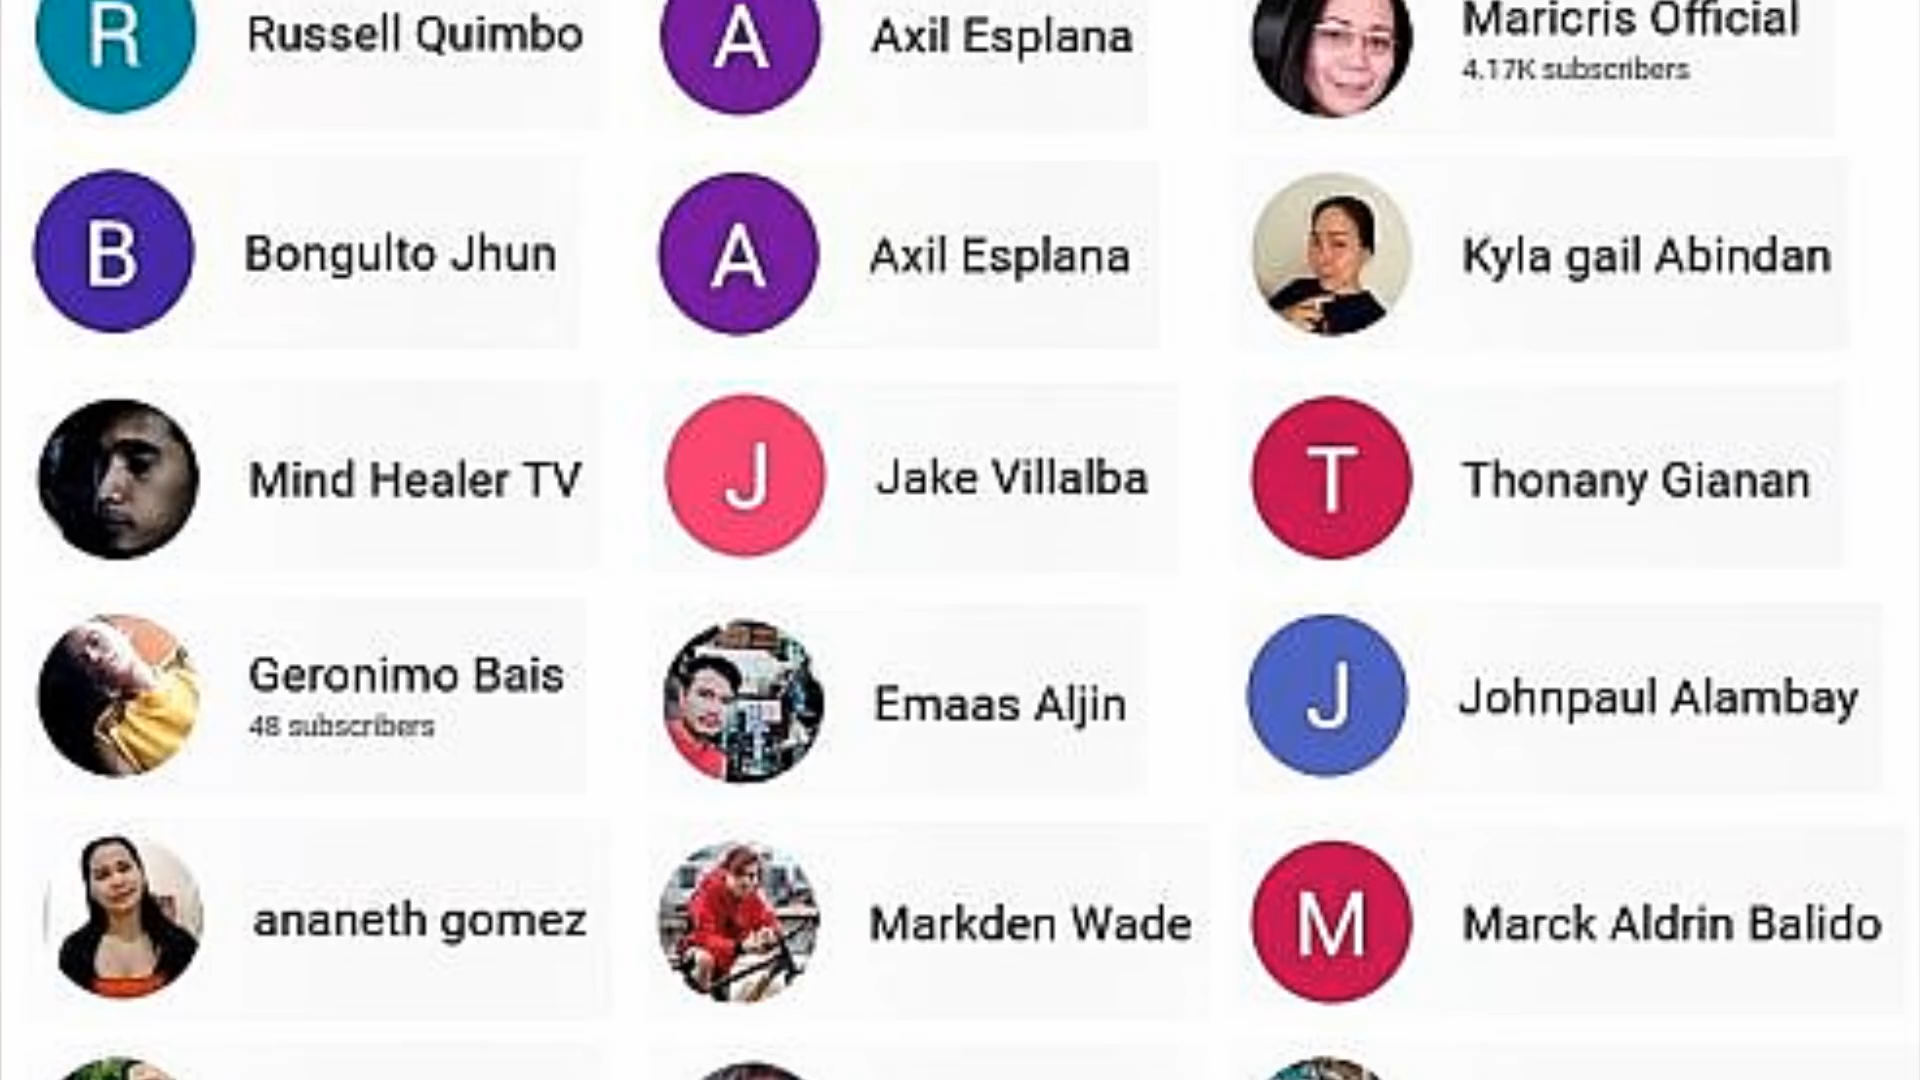 R Russell Quimbo
A Axil Esplana
Maricris Official
4.17K subscribers
B Bongulto Jhun
A Axil Esplana
Kyla gail Abindan
Mind Healer TV
J Jake Villalba
T Thonany Gianan
Geronimo Bais
48 subscribers
Emaas Aljin
J Johnpaul Alambay
ananeth gomez
Markden Wade
M Marck Aldrin Balido